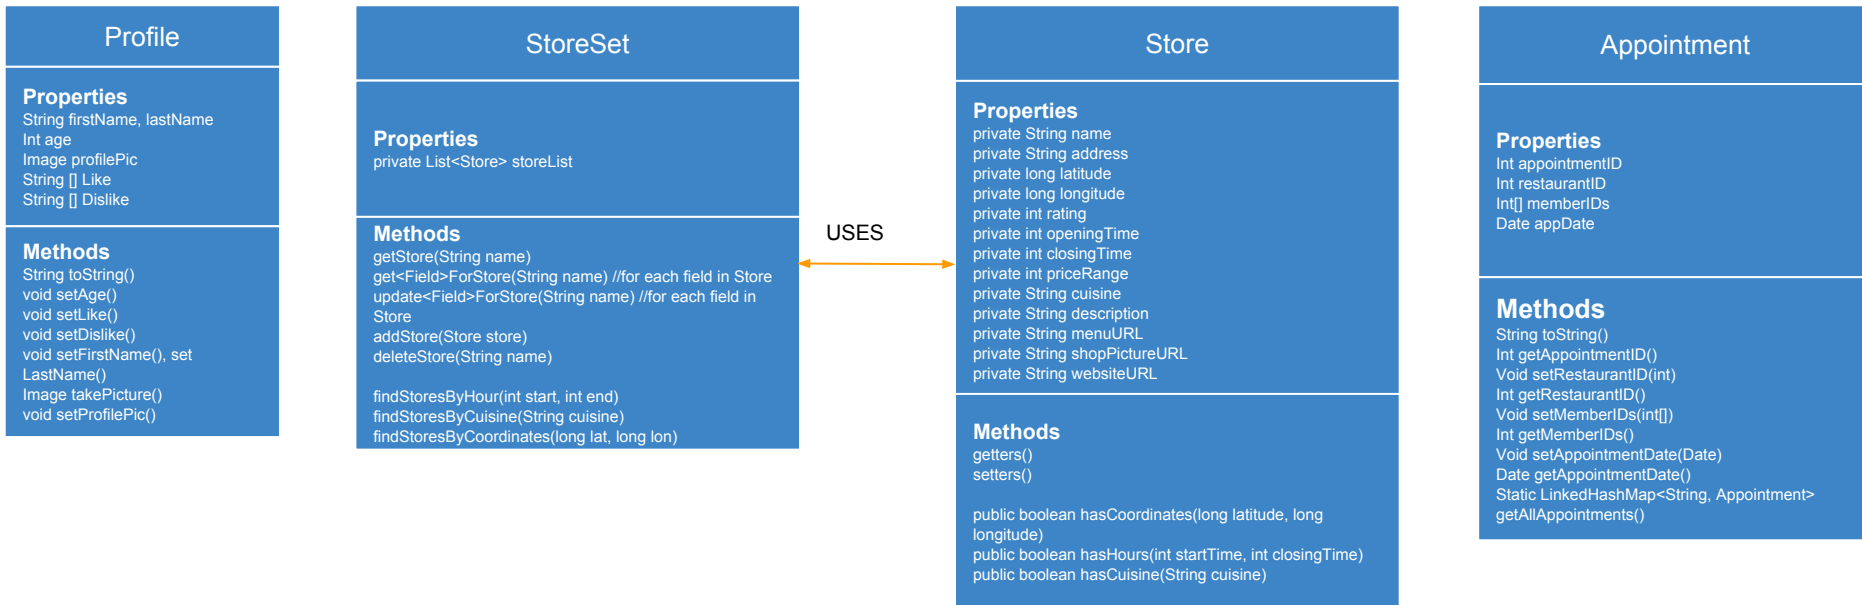 Profile
Properties
String firstName, lastName
Int age
Image profilePic
String [] Like
String [] Dislike
Methods
String toString()
void setAge()
void setLike()
void setDislike()
void setFirstName(), set
LastName()
Image takePicture()
void setProfilePic()
StoreSet
Properties
private List<Store> storeList
Methods
getStore(String name)
get<Field>ForStore(String name) //for each field in Store
update<Field>ForStore(String name) //for each field in
Store
addStore(Store store)
deleteStore(String name)
findStoresByHour(int start, int end)
findStoresByCuisine(String cuisine)
findStoresByCoordinates(long lat, long lon)
USES
Store
Properties
private String name
private String address
private long latitude
private long longitude
private int rating
private int openingTime
private int closingTime
private int priceRange
private String cuisine
private String description
private String menuURL
private String shopPictureURL
private String websiteURL
Methods
getters()
setters()
public boolean hasCoordinates(long latitude, long
longitude)
public boolean hasHours(int startTime, int closingTime)
public boolean hasCuisine(String cuisine)
Appointment
Properties
Int appointmentID
Int restaurantID
Int[] memberIDs
Date appDate
Methods
String toString()
Int getAppointmentID()
Void setRestaurantID(int)
Int getRestaurantID()
Void setMemberIDs(int[])
Int getMemberIDs()
Void setAppointmentDate(Date)
Date getAppointmentDate()
Static LinkedHashMap<String, Appointment>
getAllAppointments()